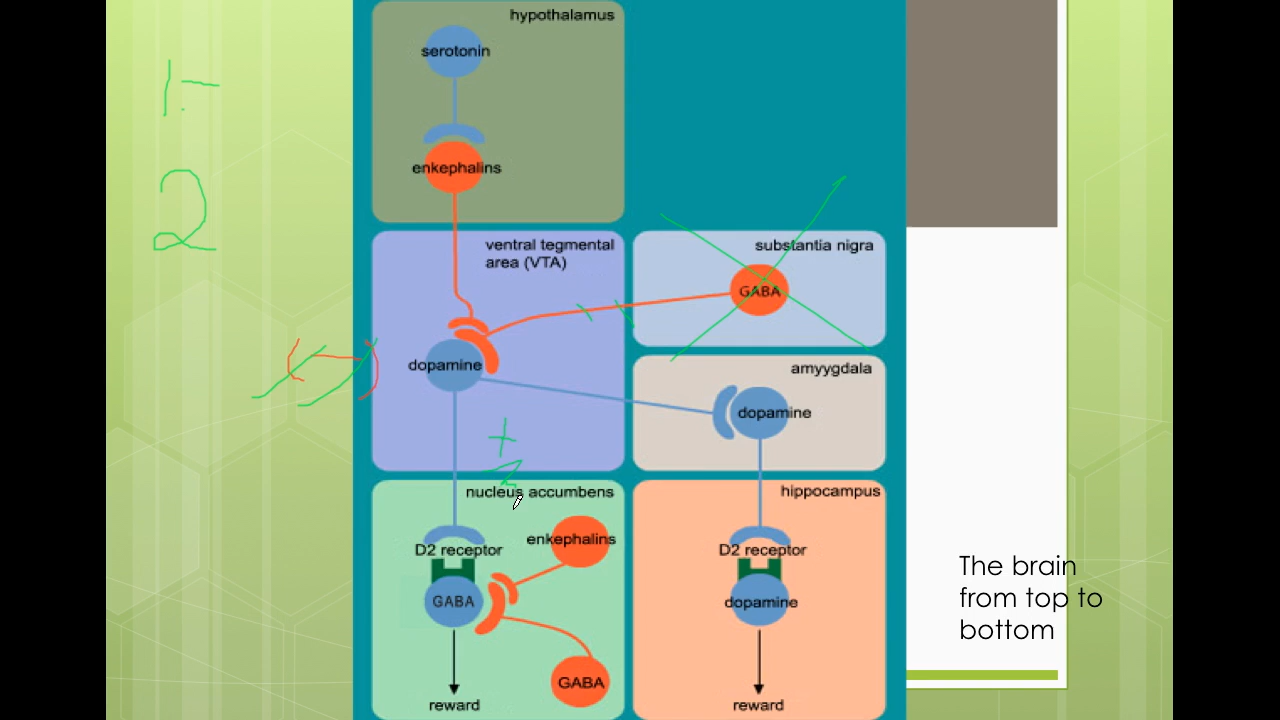 hypothalamus
serotonin
enkephalins
1-
2
ventral tegmental
area (VTA)
dopamine
substantia nigra
GABA
amyygdala
dopamine
+
nucleus accumbens
D2 receptor
enkephalins
GABA
GABA
reward
hippocampus
D2 receptor
dopamine
reward
The brain
from top to
bottom